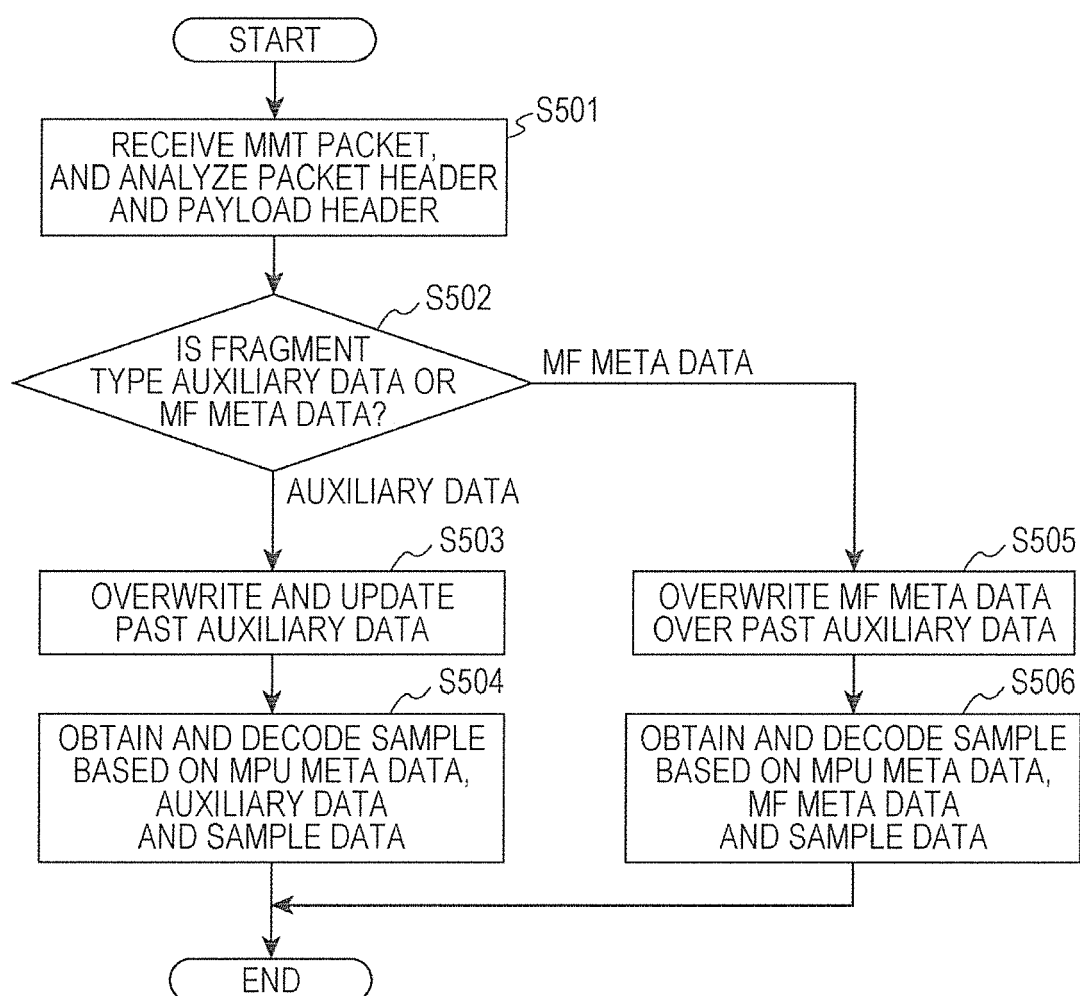 START
S501
RECEIVE MMT PACKET,
AND ANALYZE PACKET HEADER
AND PAYLOAD HEADER
S502
IS FRAGMENT
TYPE AUXILIARY DATA OR
MF META DATA?
MF META DATA
AUXILIARY DATA
S503
OVERWRITE AND UPDATE
PAST AUXILIARY DATA
S505
OVERWRITE MF META DATA
OVER PAST AUXILIARY DATA
S504
OBTAIN AND DECODE SAMPLE
BASED ON MPU META DATA,
AUXILIARY DATA
AND SAMPLE DATA
S506
OBTAIN AND DECODE SAMPLE
BASED ON MPU META DATA,
MF META DATA
AND SAMPLE DATA
END